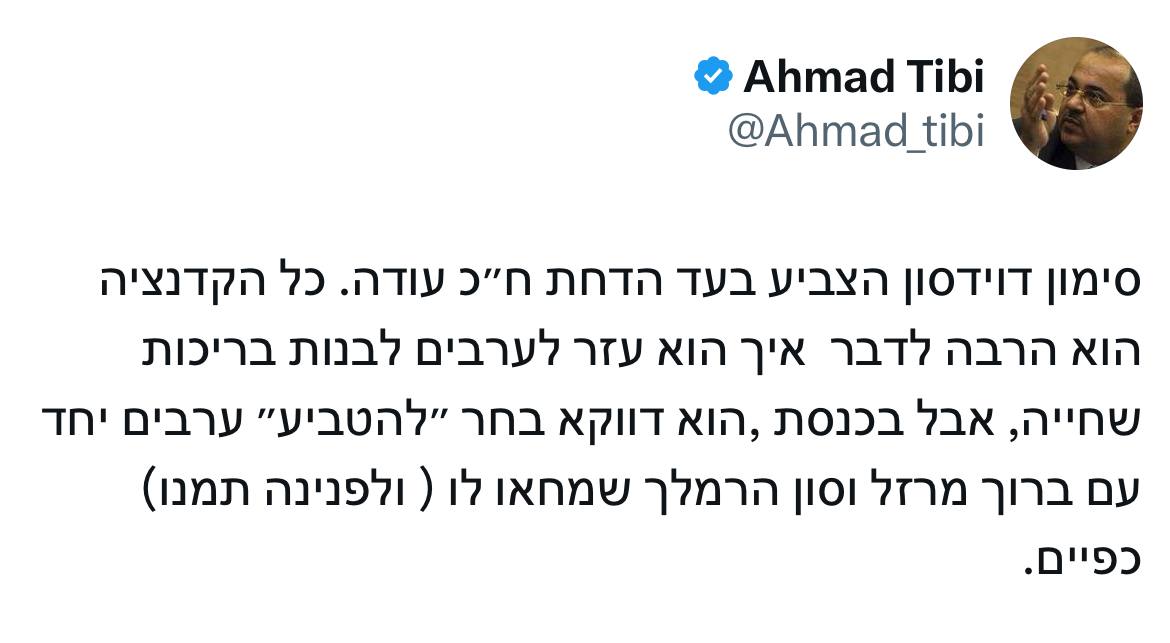 Ahmad Tibi
@Ahmad_tibi
סימון דוידסון הצביע בעד הדחת ח״כ עודה. כל הקדנציה
הוא הרבה לדבר  איך הוא עזר לערבים לבנות בריכות
שחייה, אבל בכנסת ,הוא דווקא בחר ״להטביע״ ערבים יחד
עם ברוך מרזל וסון הרמלך שמחאו לו ( ולפנינה תמנו)
כפיים.